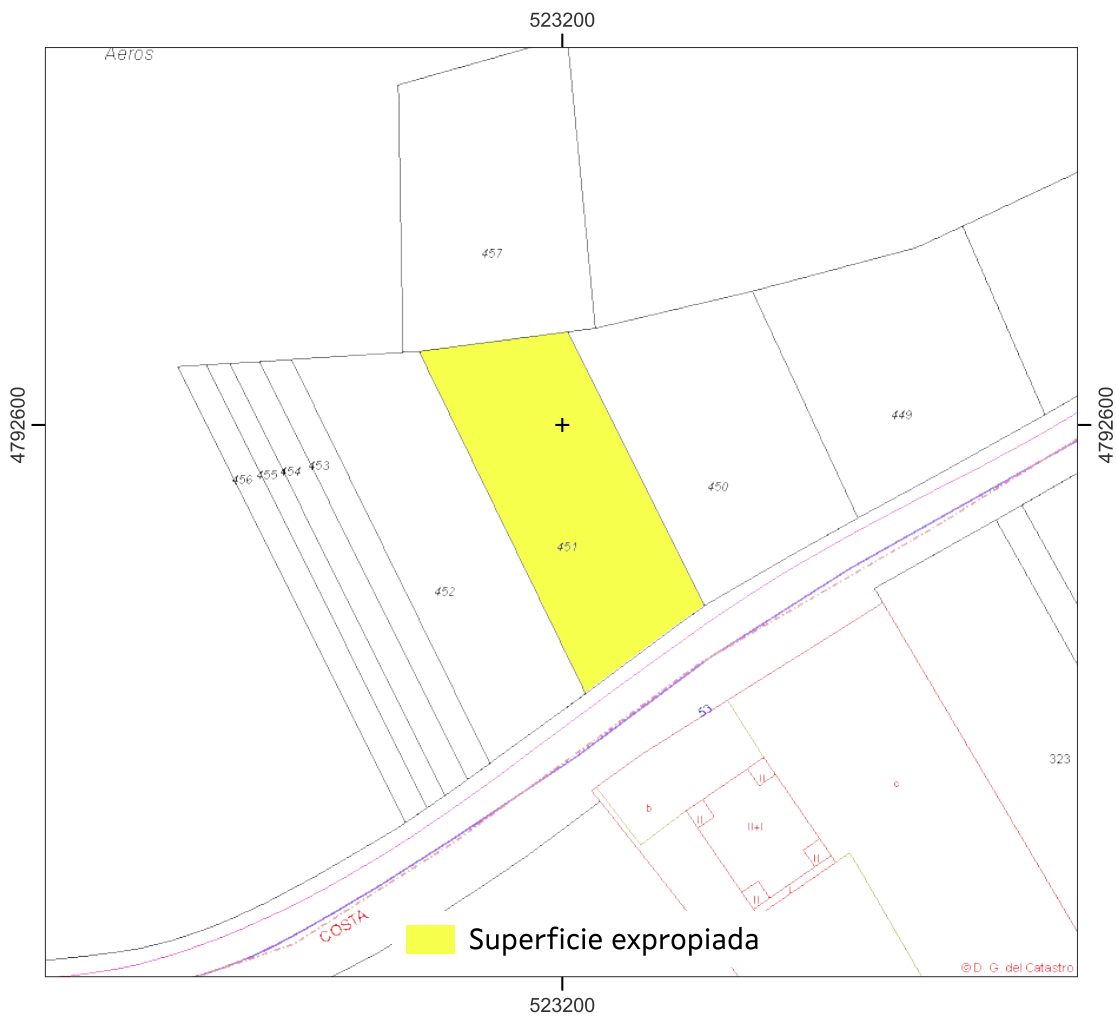 523200
Aeros
457
4792600
4792600
449
456 455 454 453
450
451
452
53
323
II
b
c
II
II+I
II
II
I
COSTA
Superficie expropiada
© D. G. del Catastro
523200